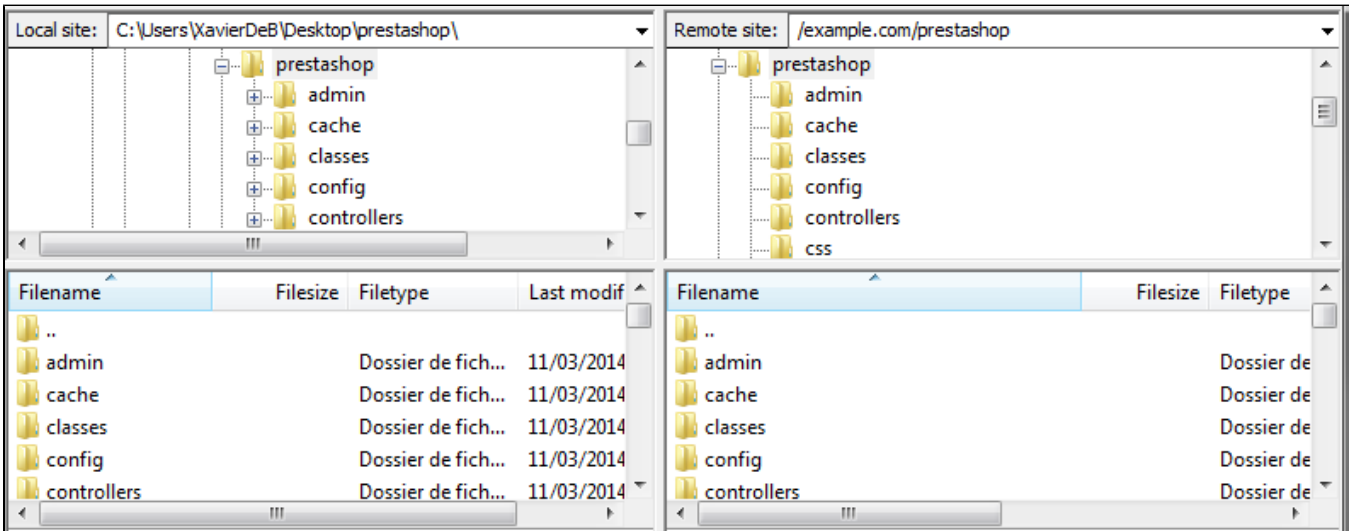 Local site: C:\Users\XavierDeB\Desktop\prestashop\
prestashop
admin
cache
classes
config
controllers
Filename Filesize Filetype Last modif
..
admin Dossier de fich... 11/03/2014
cache Dossier de fich... 11/03/2014
classes Dossier de fich... 11/03/2014
config Dossier de fich... 11/03/2014
controllers Dossier de fich... 11/03/2014
Remote site: /example.com/prestashop
prestashop
admin
cache
classes
config
controllers
css
Filename Filesize Filetype
..
admin Dossier de
cache Dossier de
classes Dossier de
config Dossier de
controllers Dossier de